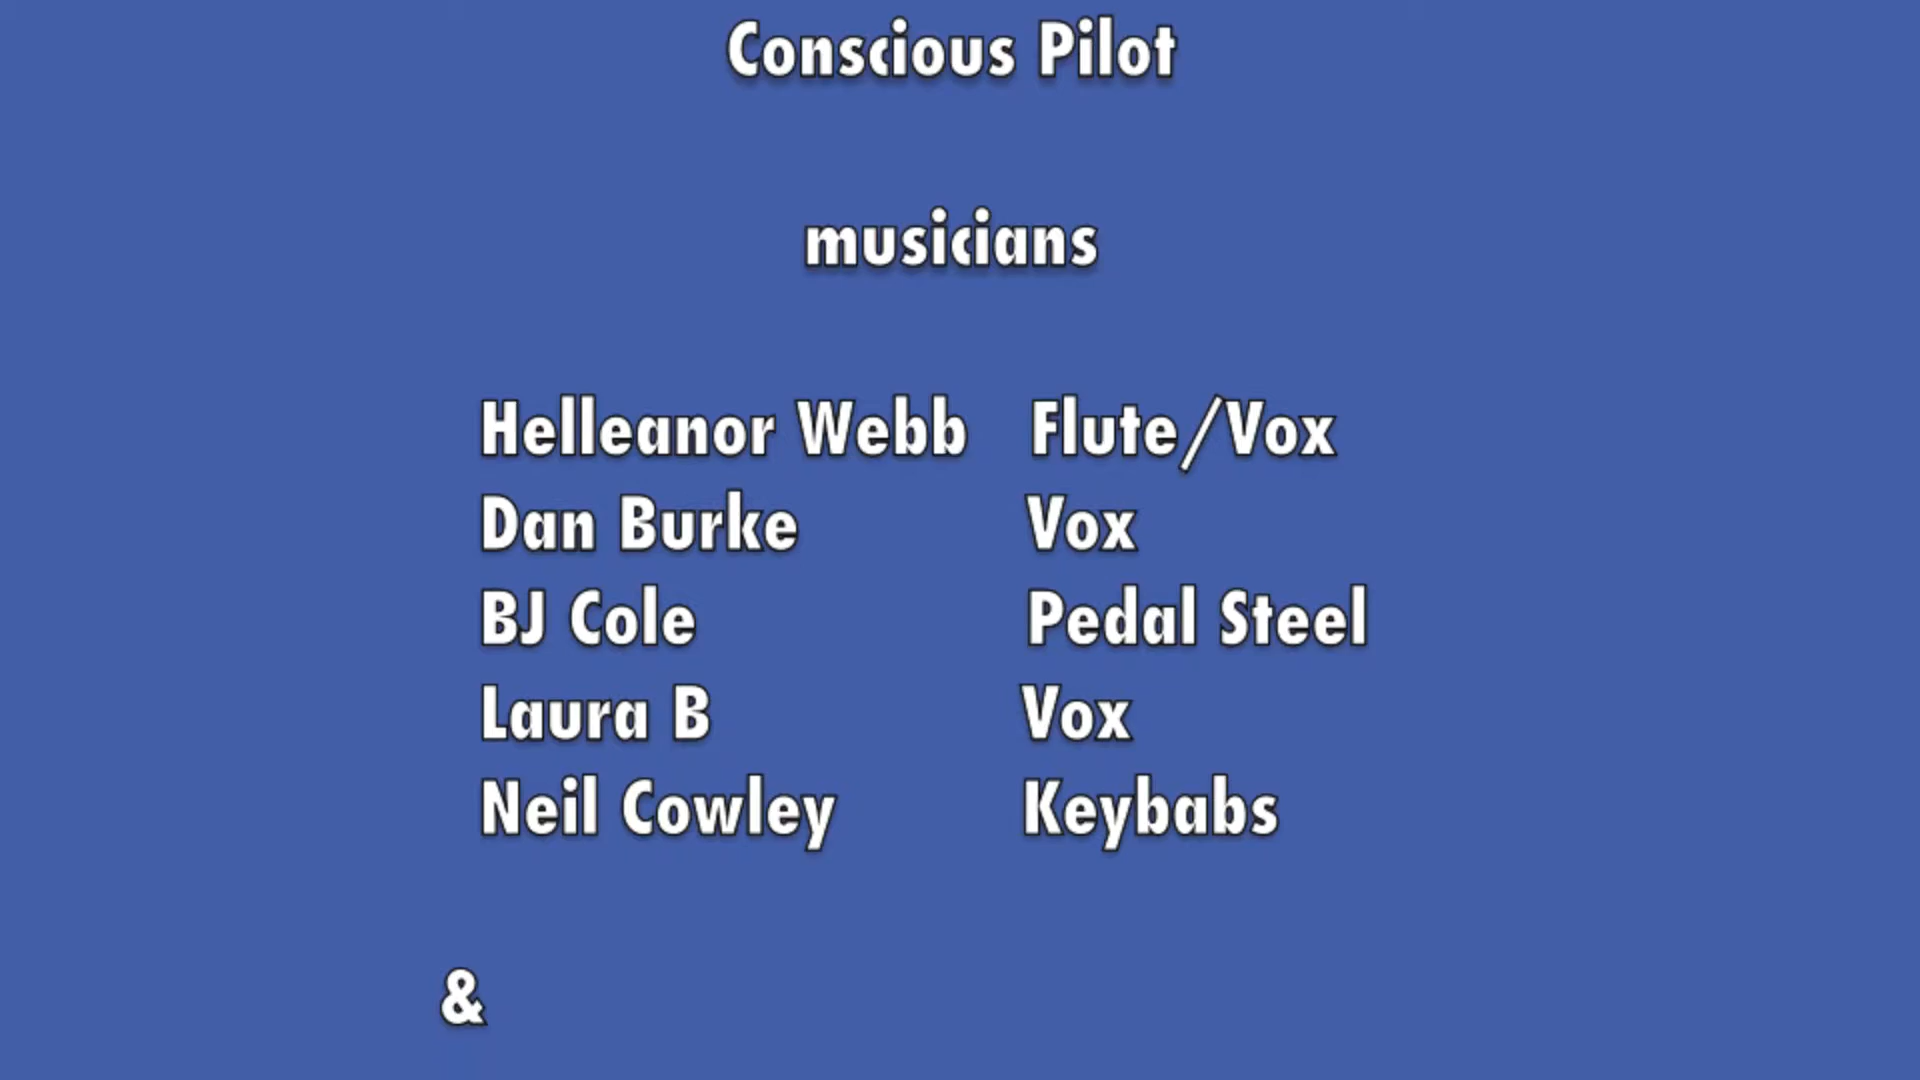 Conscious Pilot
musicians
Helleanor Webb Flute/Vox
Dan Burke Vox
BJ Cole Pedal Steel
Laura B Vox
Neil Cowley Keybabs
&